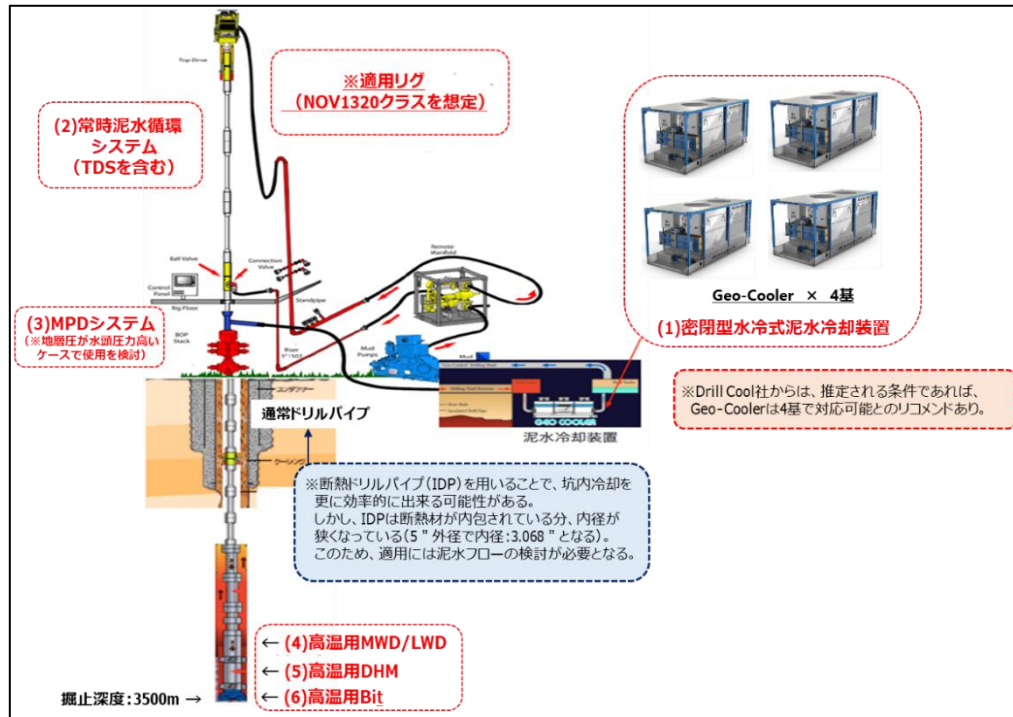 Top Drive
※適用リグ
(NOV1320クラスを想定)
(2)常時泥水循環
システム
(TDSを含む)
Ball Valve
Connection
Valve
Control
Panel
Rig Floor
Standpipe
Remote
Manifold
(3)MPDシステム
(※地層圧が水頭圧力高い
ケースで使用を検討)
BOP
Stack
Mud
Pumps
Geo-Cooler × 4基
(1)密閉型水冷式泥水冷却装置
※Drill Cool社からは、推定される条件であれば、
Geo-Coolerは4基で対応可能とのリコメンドあり。
通常ドリルパイプ
GEO COOLER
泥水冷却装置
※断熱ドリルパイプ(IDP)を用いることで、坑内冷却を
更に効率的に出来る可能性がある。
しかし、IDPは断熱材が内包されている分、内径が
狭くなっている(5 " 外径で内径:3.068 " となる)。
このため、適用には泥水フローの検討が必要となる。
← (4)高温用MWD/LWD
← (5)高温用DHM
← (6)高温用Bit
掘止深度:3500m →